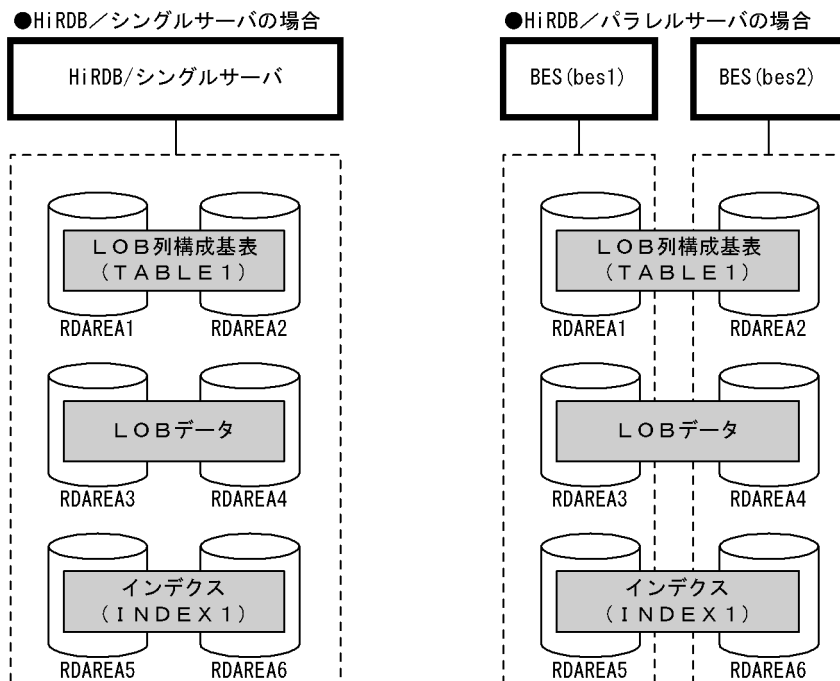 ●HiRDB／シングルサーバの場合
HiRDB/シングルサーバ
LOB列構成基表
(TABLE1)
RDAREA1 RDAREA2
LOBデータ
RDAREA3 RDAREA4
インデクス
(INDEX1)
RDAREA5 RDAREA6
●HiRDB／パラレルサーバの場合
BES(bes1) BES(bes2)
LOB列構成基表
(TABLE1)
RDAREA1 RDAREA2
LOBデータ
RDAREA3 RDAREA4
インデクス
(INDEX1)
RDAREA5 RDAREA6